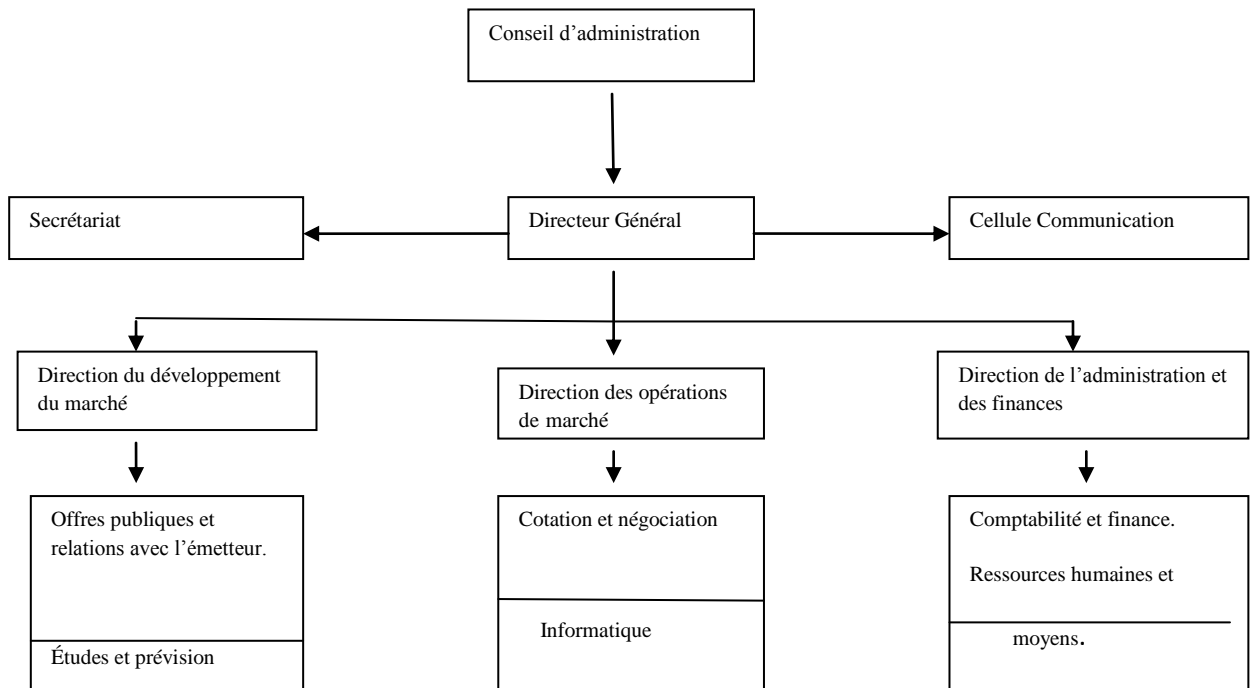 Conseil d’administration
Secrétariat
Directeur Général
Cellule Communication
Direction du développement
du marché
Direction des opérations
de marché
Direction de l’administration et
des finances
Offres publiques et
relations avec l’émetteur.
Études et prévision
Cotation et négociation
Informatique
Comptabilité et finance.
Ressources humaines et
moyens.